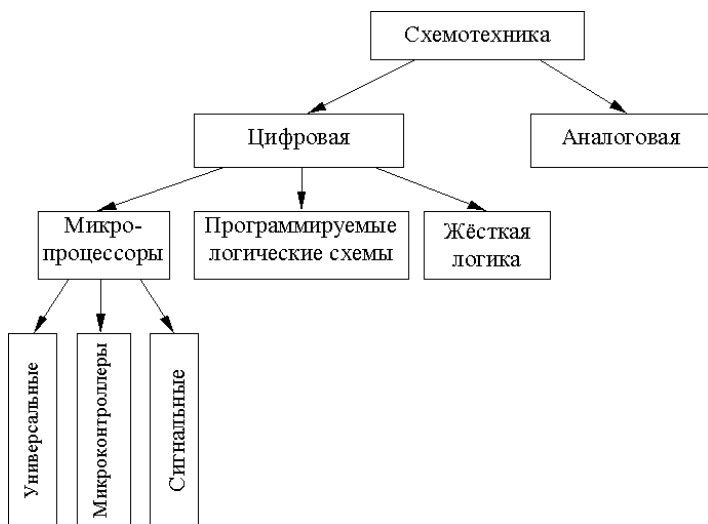 Схемотехника
Цифровая
Аналоговая
Микро-
процессоры
Программируемые
логические схемы
Жёсткая
логика
Универсальные
Микроконтроллеры
Сигнальные